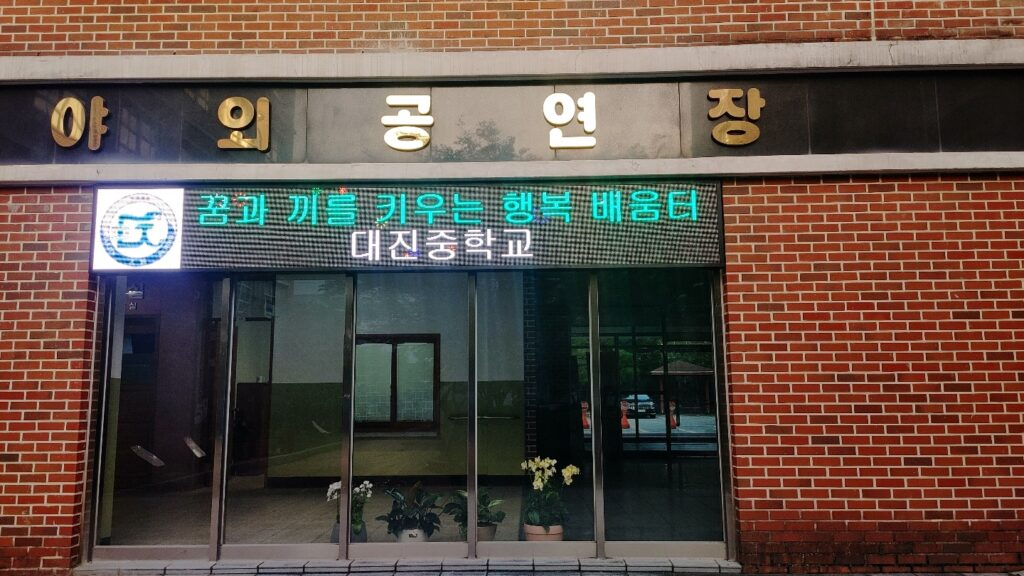 야외공연장
꿈과 끼를 키우는 행복 배움터
대진중학교